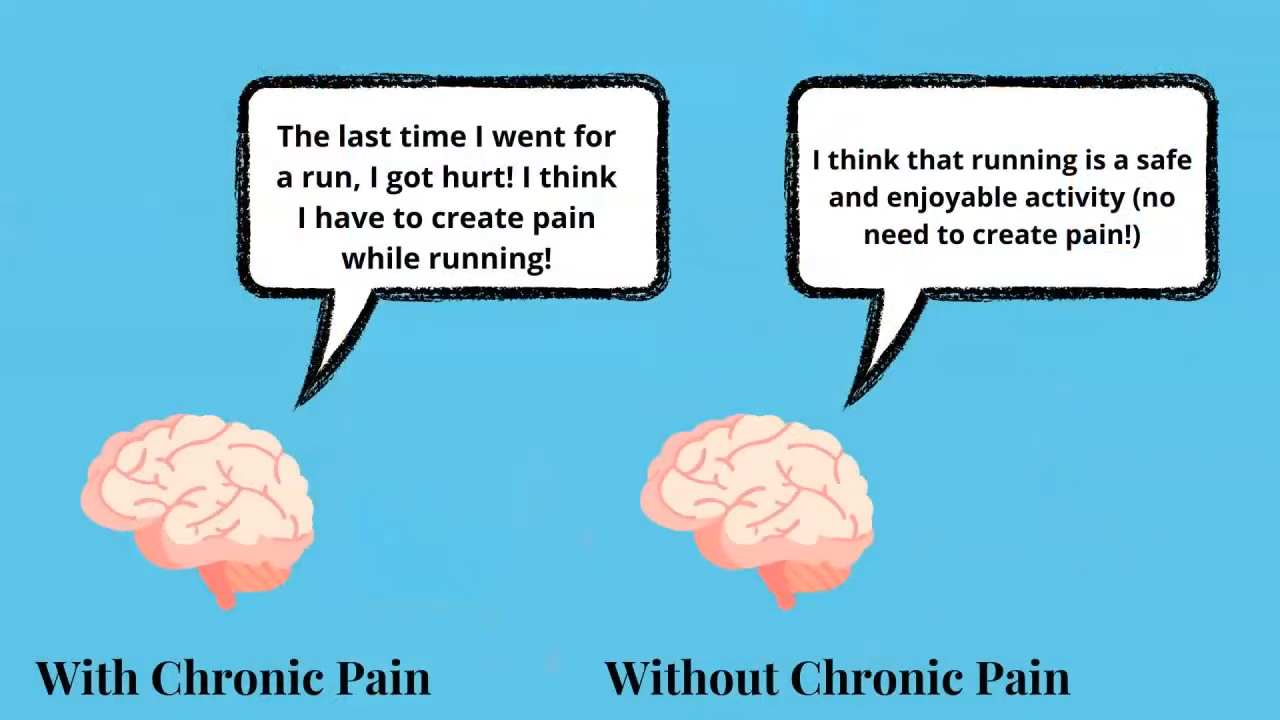 The last time I went for
a run, I got hurt! I think
I have to create pain
while running!
I think that running is a safe
and enjoyable activity (no
need to create pain!)
With Chronic Pain
Without Chronic Pain